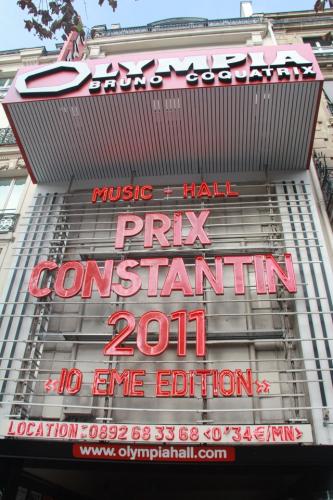 OLYMPIA
BRUNO COQUATRIX
MUSIC - HALL
PRIX
CONSTANTIN
2011
«10 EME EDITION»
LOCATION: 0892 68 33 68 <0"34€/MN>
www.olympiahall.com